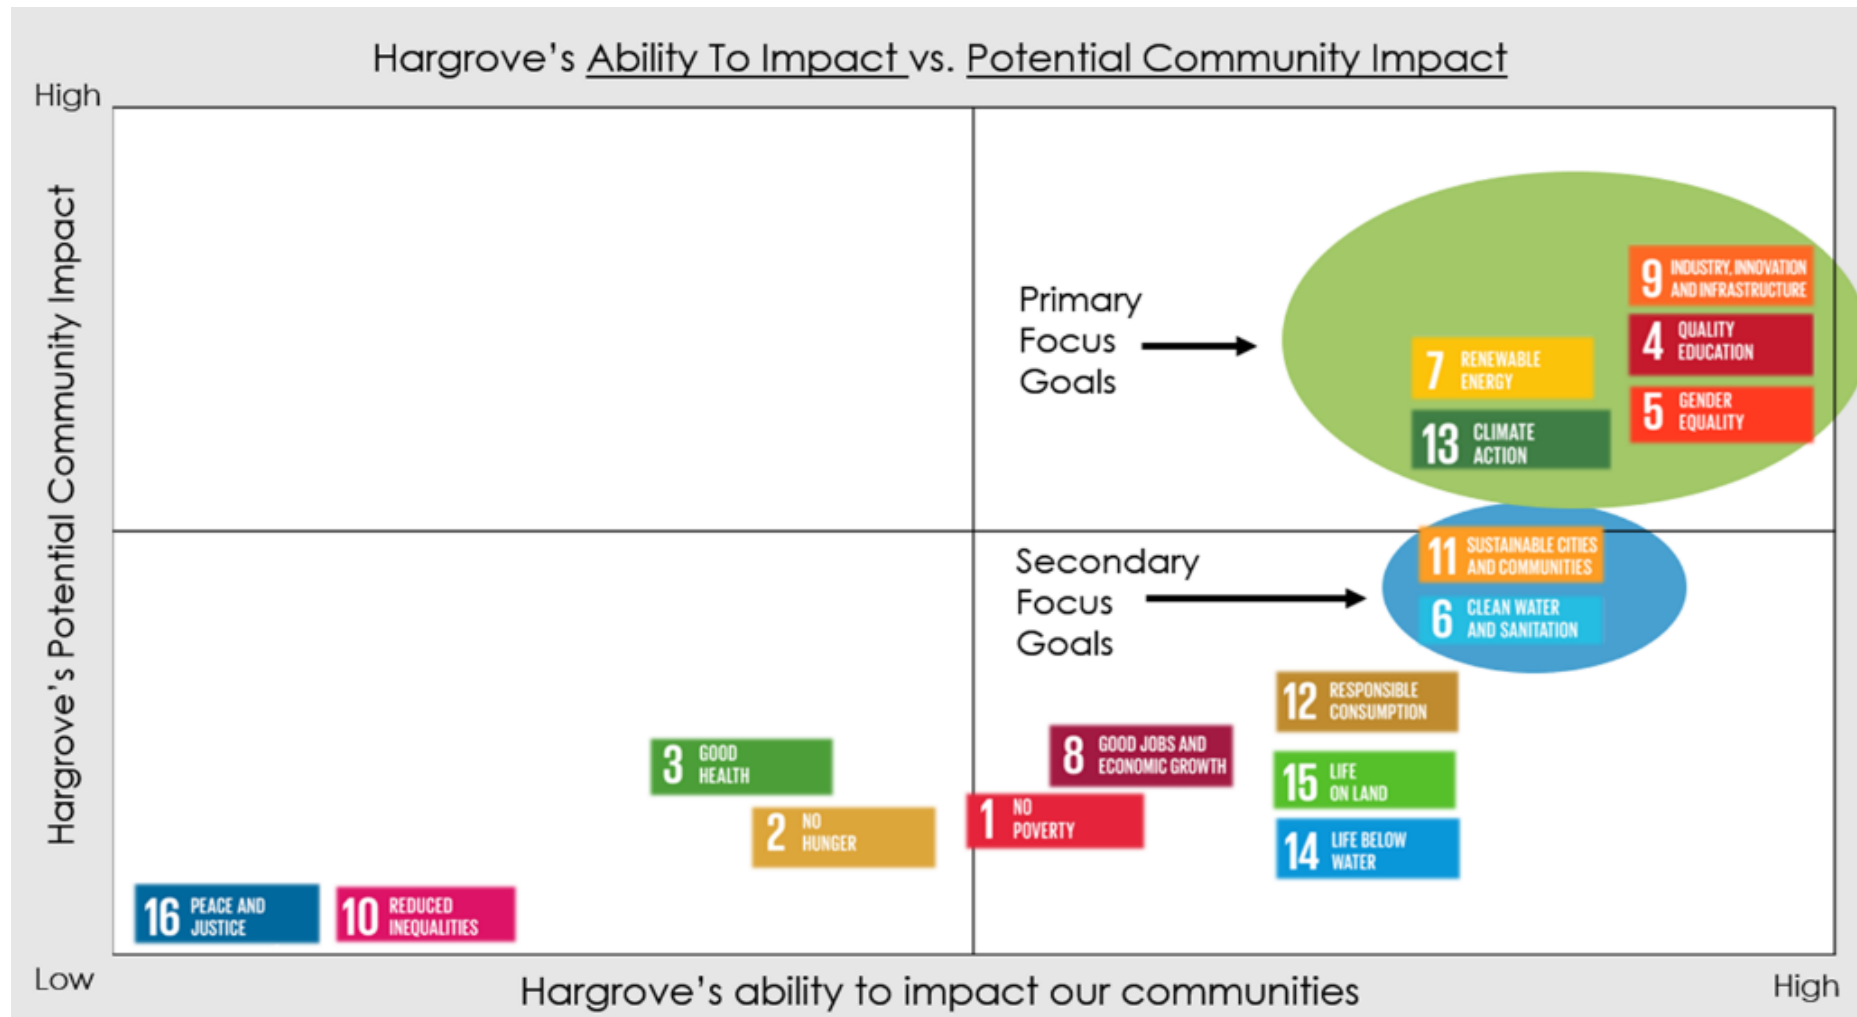 Hargrove's Ability To Impact vs. Potential Community Impact
High
Hargrove's Potential Community Impact
Primary
Focus
Goals
9 INDUSTRY, INNOVATION
AND INFRASTRUCTURE
4 QUALITY
EDUCATION
7 RENEWABLE
ENERGY
5 GENDER
EQUALITY
13 CLIMATE
ACTION
Secondary
Focus
Goals
11 SUSTAINABLE CITIES
AND COMMUNITIES
6 CLEAN WATER
AND SANITATION
12 RESPONSIBLE
CONSUMPTION
8 GOOD JOBS AND
ECONOMIC GROWTH
3 GOOD
HEALTH
15 LIFE
ON LAND
1 NO
POVERTY
2 NO
HUNGER
14 LIFE BELOW
WATER
16 PEACE AND
JUSTICE
10 REDUCED
INEQUALITIES
Low
Hargrove's ability to impact our communities
High